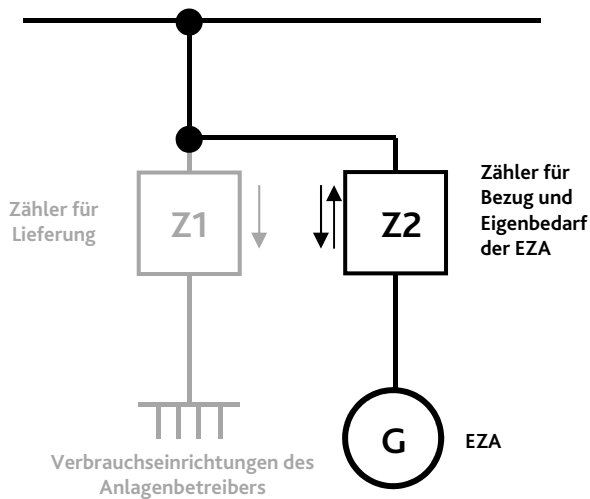 Zähler für
Lieferung
Z1
Z2
Zähler für
Bezug und
Eigenbedarf
der EZA
Verbrauchseinrichtungen des
Anlagenbetreibers
G
EZA